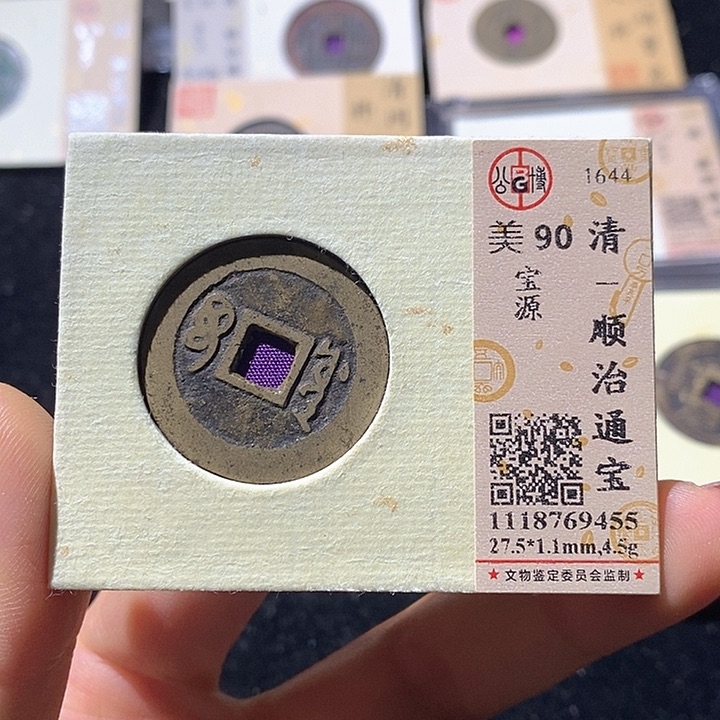 公博
1644
美 90
宝源
清一顺治通宝
1118769455
27.5*1.1mm,4.5g
★ 文物鉴定委员会监制 ★